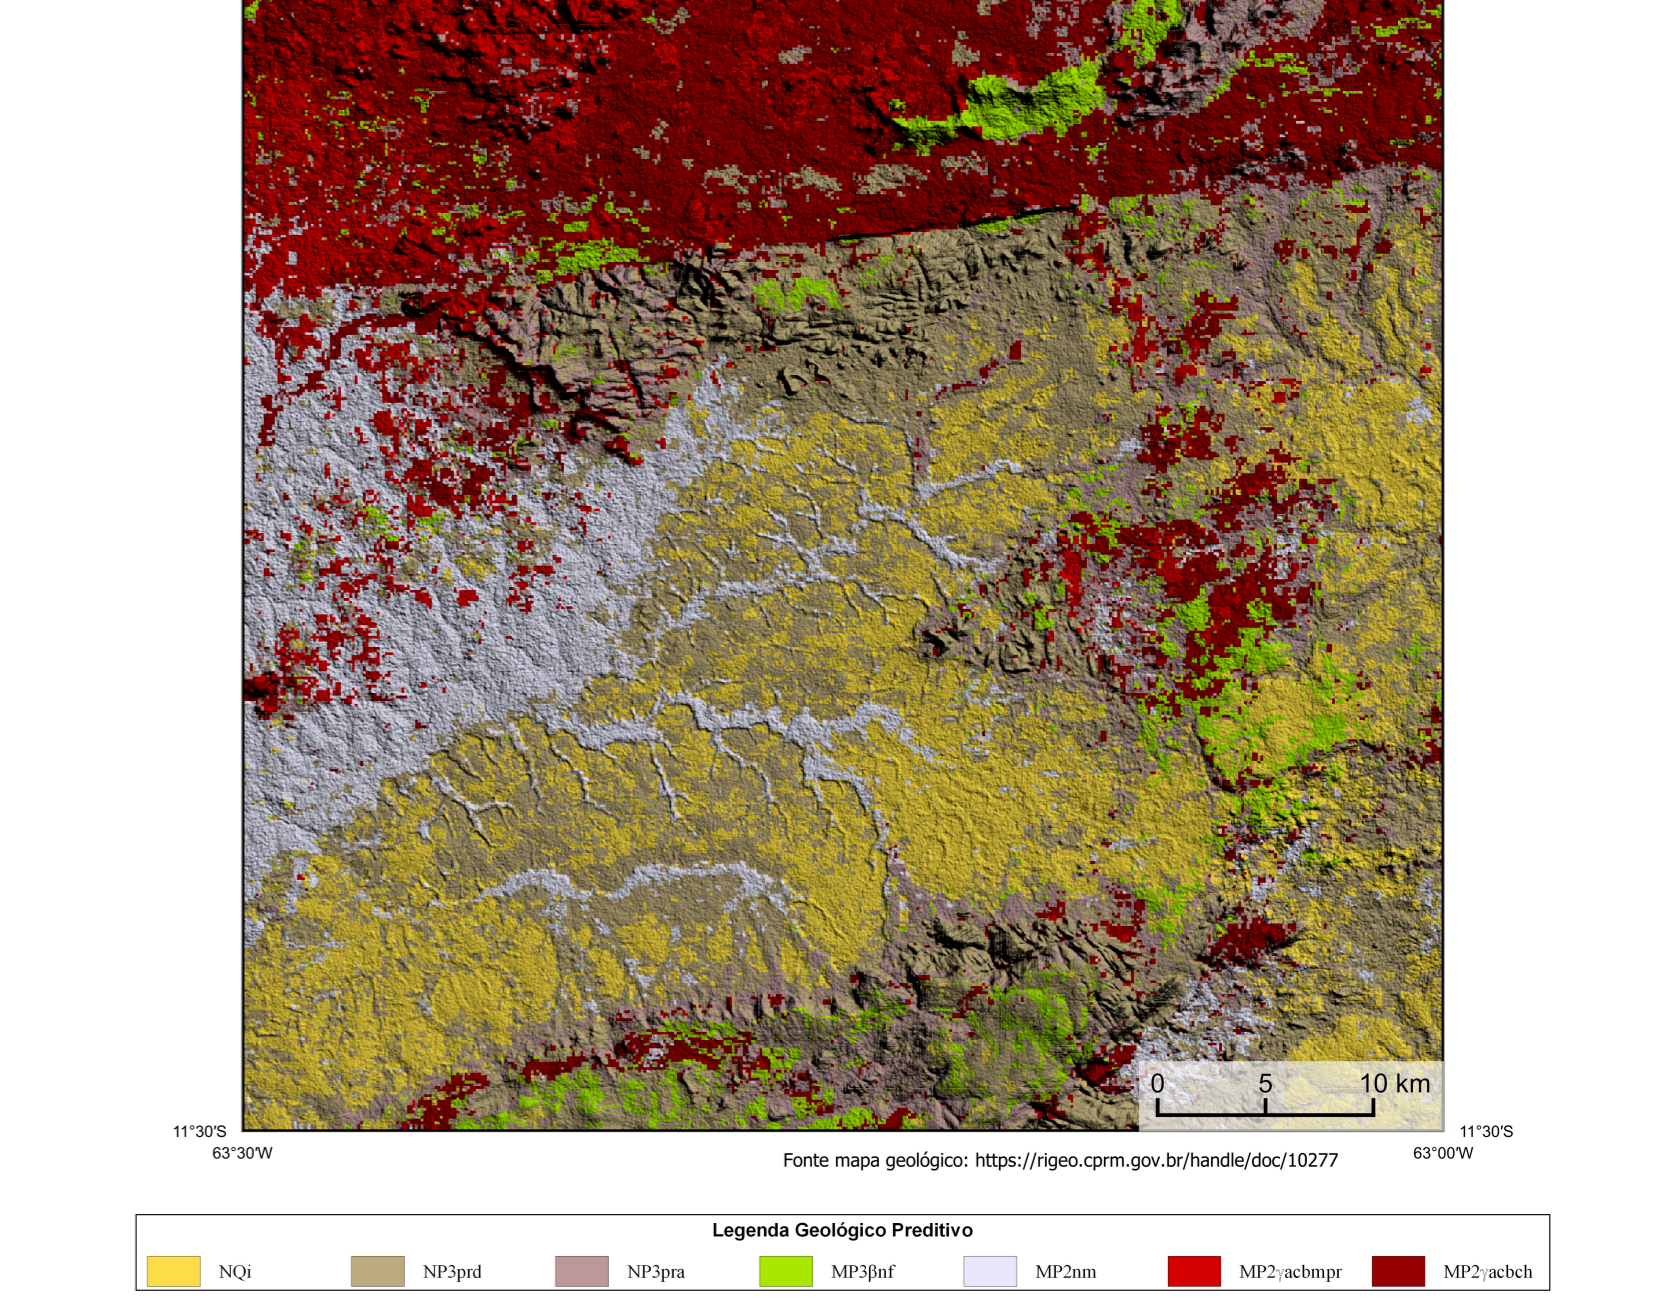 0 5 10 km
11°30'S 11°30'S
63°30'W 63°00'W
Fonte mapa geológico: https://rigeo.cprm.gov.br/handle/doc/10277
Legenda Geológico Preditivo
NQi NP3prd NP3pra MP3βnf MP2nm MP2γacbmpr MP2γacbch